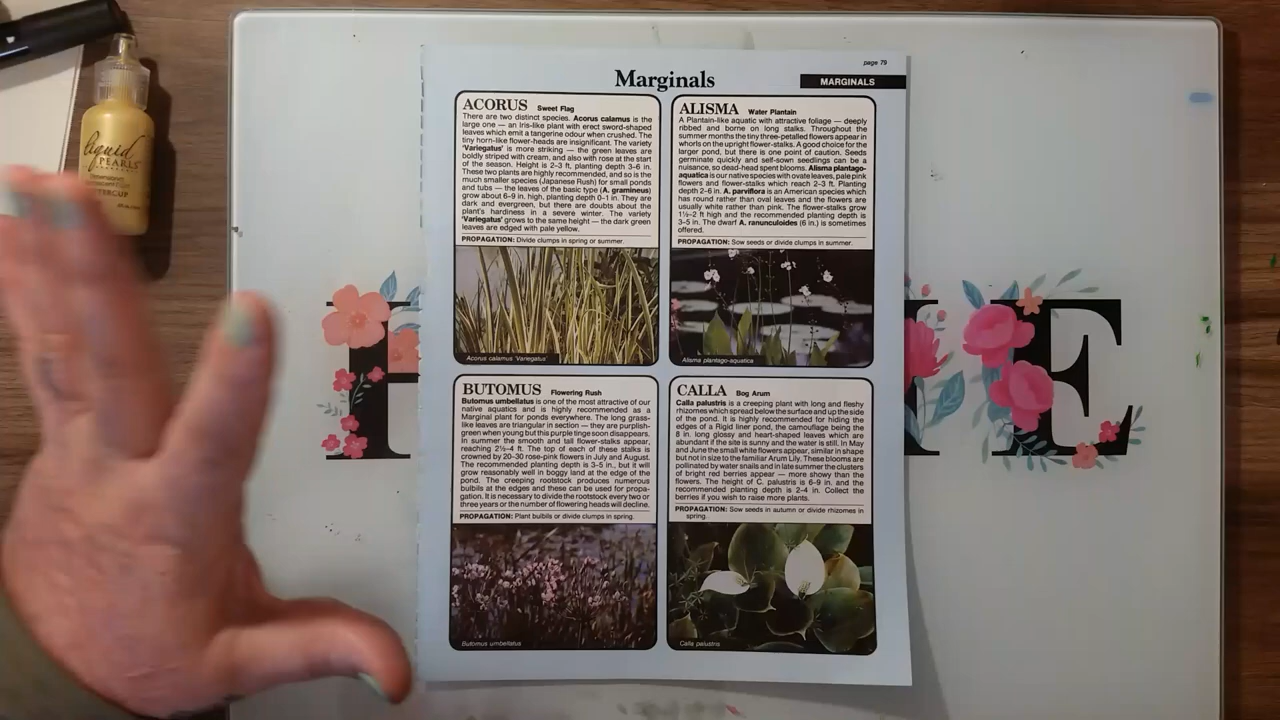 page 79
Marginals
MARGINALS
ACORUS Sweet Flag
There are two distinct species. Acorus calamus is the
large one — an Iris-like plant with erect sword-shaped
leaves which emit a tangerine odour when crushed. The
tiny horn-like flower-heads are insignificant. The variety
'Variegatus' is more striking — the green leaves are
boldly striped with cream, and also with rose at the start
of the season. Height is 2-3 ft, planting depth 3-6 in.
These two plants are highly recommended, and so is the
much smaller species (Japanese Rush) for small ponds
and tubs — the leaves of the basic type (A. gramineus)
grow about 6-9 in. high, planting depth 0-1 in. They are
dark and evergreen, but there are doubts about the
plant's hardiness in a severe winter. The variety
'Variegatus' grows to the same height — the dark green
leaves are edged with pale yellow.
PROPAGATION: Divide clumps in spring or summer.
Acorus calamus 'Variegatus'
ALISMA Water Plantain
A Plantain-like aquatic with attractive foliage — deeply
ribbed and borne on long stalks. Throughout the
summer months the tiny three-petalled flowers appear in
whorls on the upright flower-stalks. A good choice for the
larger pond, but there is one point of caution. Seeds
germinate quickly and self-sown seedlings can be a
nuisance, so dead-head spent blooms. Alisma plantago-
aquatica is our native species with ovate leaves, pale pink
flowers and flower-stalks which reach 2-3 ft. Planting
depth 2-6 in. A. parviflora is an American species which
has round rather than oval leaves and the flowers are
usually white rather than pink. The flower-stalks grow
1½-2 ft high and the recommended planting depth is
3-5 in. The dwarf A. ranunculoides (6 in.) is sometimes
offered.
PROPAGATION: Sow seeds or divide clumps in summer.
Alisma plantago-aquatica
BUTOMUS Flowering Rush
Butomus umbellatus is one of the most attractive of our
native aquatics and is highly recommended as a
Marginal plant for ponds everywhere. The long grass-
like leaves are triangular in section — they are purplish-
green when young but this purple tinge soon disappears.
In summer the smooth and tall flower-stalks appear,
reaching 2½-4 ft. The top of each of these stalks is
crowned by 20-30 rose-pink flowers in July and August.
The recommended planting depth is 3-5 in., but it will
grow reasonably well in boggy land at the edge of the
pond. The creeping rootstock produces numerous
bulbils at the edges and these can be used for propa-
gation. It is necessary to divide the rootstock every two or
three years or the number of flowering heads will decline.
PROPAGATION: Plant bulbils or divide clumps in spring.
Butomus umbellatus
CALLA Bog Arum
Calla palustris is a creeping plant with long and fleshy
rhizomes which spread below the surface and up the side
of the pond. It is highly recommended for hiding the
edges of a Rigid liner pond, the camouflage being the
8 in. long glossy and heart-shaped leaves which are
abundant if the site is sunny and the water is still. In May
and June the small white flowers appear, similar in shape
but not in size to the familiar Arum Lily. These blooms are
pollinated by water snails and in late summer the clusters
of bright red berries appear — more showy than the
flowers. The height of C. palustris is 6-9 in. and the
recommended planting depth is 2-4 in. Collect the
berries if you wish to raise more plants.
PROPAGATION: Sow seeds in autumn or divide rhizomes in
spring.
Calla palustris
liquid
PEARLS
E